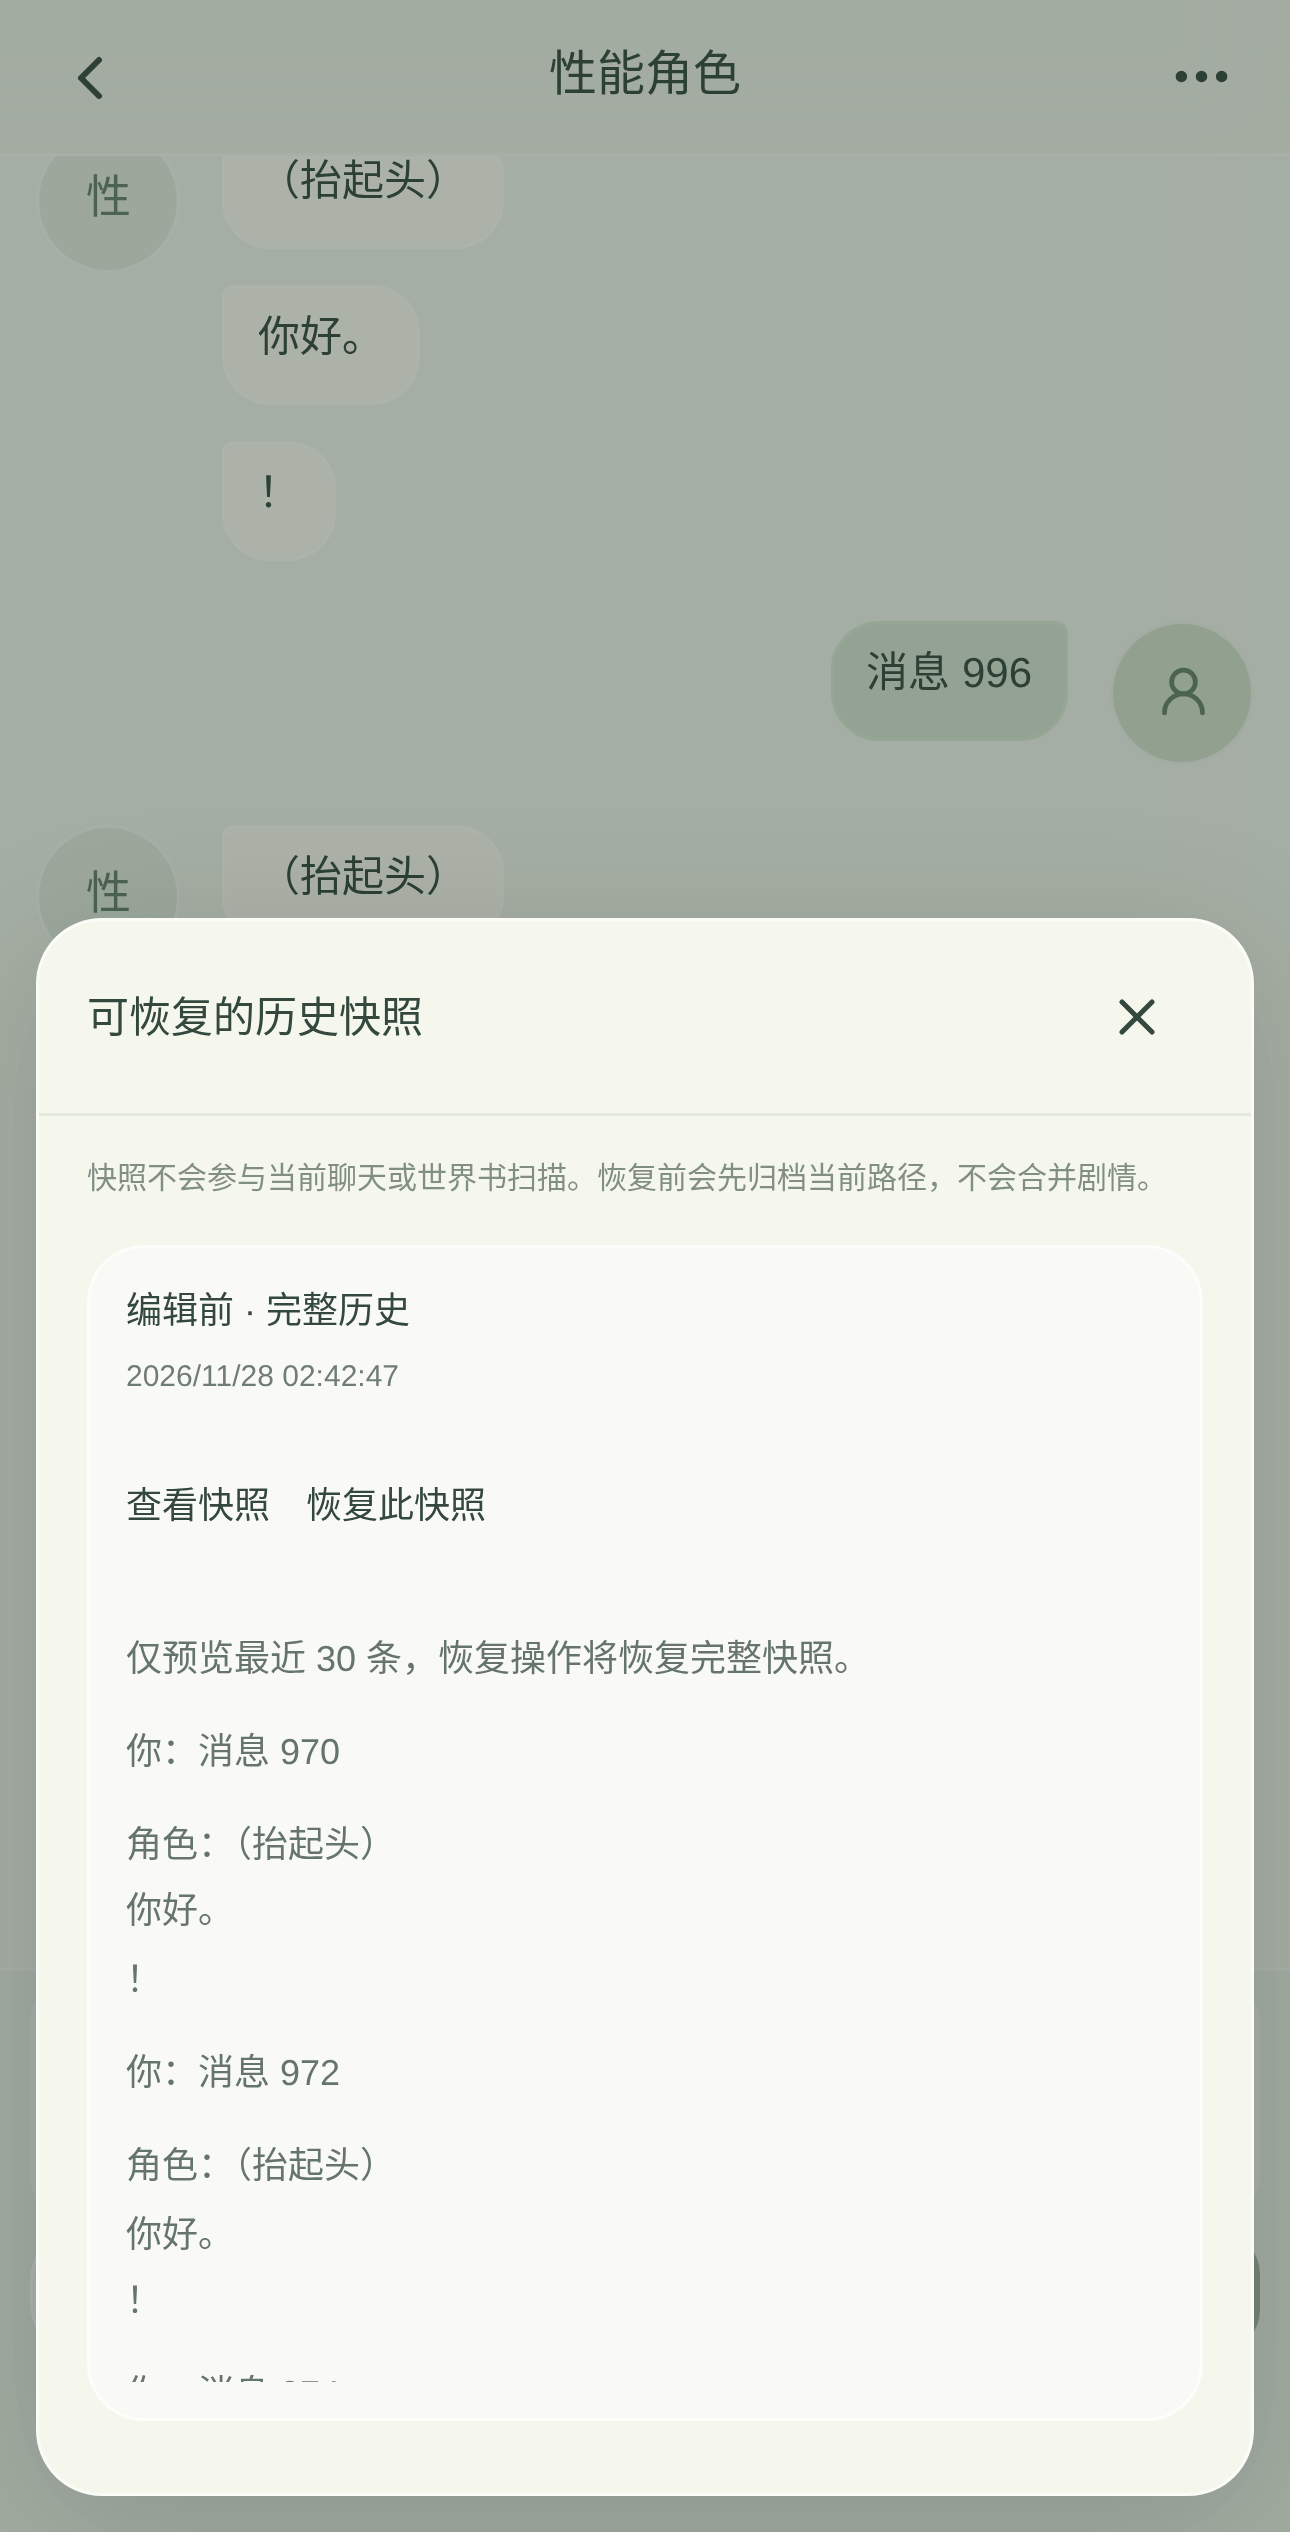 性能角色
性
（抬起头）
你好。
！
消息 996
性
（抬起头）
可恢复的历史快照
快照不会参与当前聊天或世界书扫描。恢复前会先归档当前路径，不会合并剧情。
编辑前 · 完整历史
2026/11/28 02:42:47
查看快照 恢复此快照
仅预览最近 30 条，恢复操作将恢复完整快照。
你：消息 970
角色：（抬起头）
你好。
！
你：消息 972
角色：（抬起头）
你好。
！